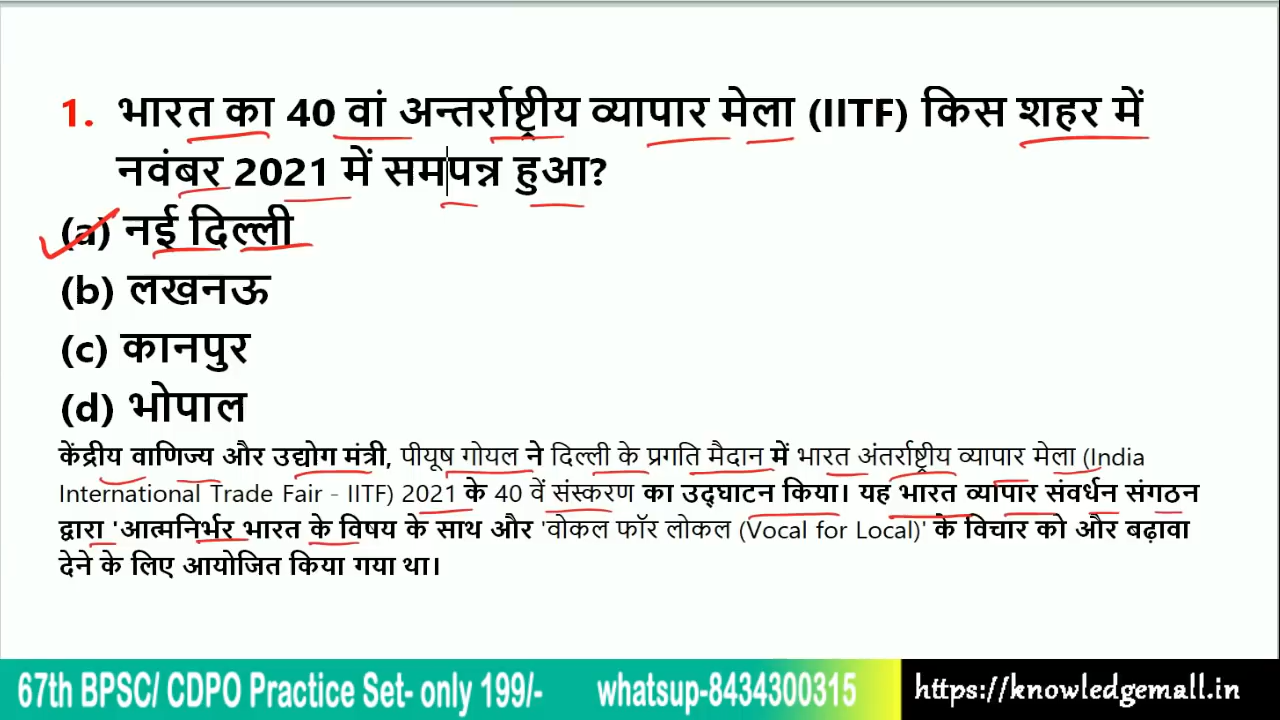 1. भारत का 40 वां अन्तर्राष्ट्रीय व्यापार मेला (IITF) किस शहर में
नवंबर 2021 में समपन्न हुआ?
(a) नई दिल्ली
(b) लखनऊ
(c) कानपुर
(d) भोपाल
केंद्रीय वाणिज्य और उद्योग मंत्री, पीयूष गोयल ने दिल्ली के प्रगति मैदान में भारत अंतर्राष्ट्रीय व्यापार मेला (India
International Trade Fair - IITF) 2021 के 40 वें संस्करण का उद्घाटन किया। यह भारत व्यापार संवर्धन संगठन
द्वारा 'आत्मनिर्भर भारत के विषय के साथ और 'वोकल फॉर लोकल (Vocal for Local)' के विचार को और बढ़ावा
देने के लिए आयोजित किया गया था।
67th BPSC/ CDPO Practice Set- only 199/- whatsup-8434300315 https://knowledgemall.in